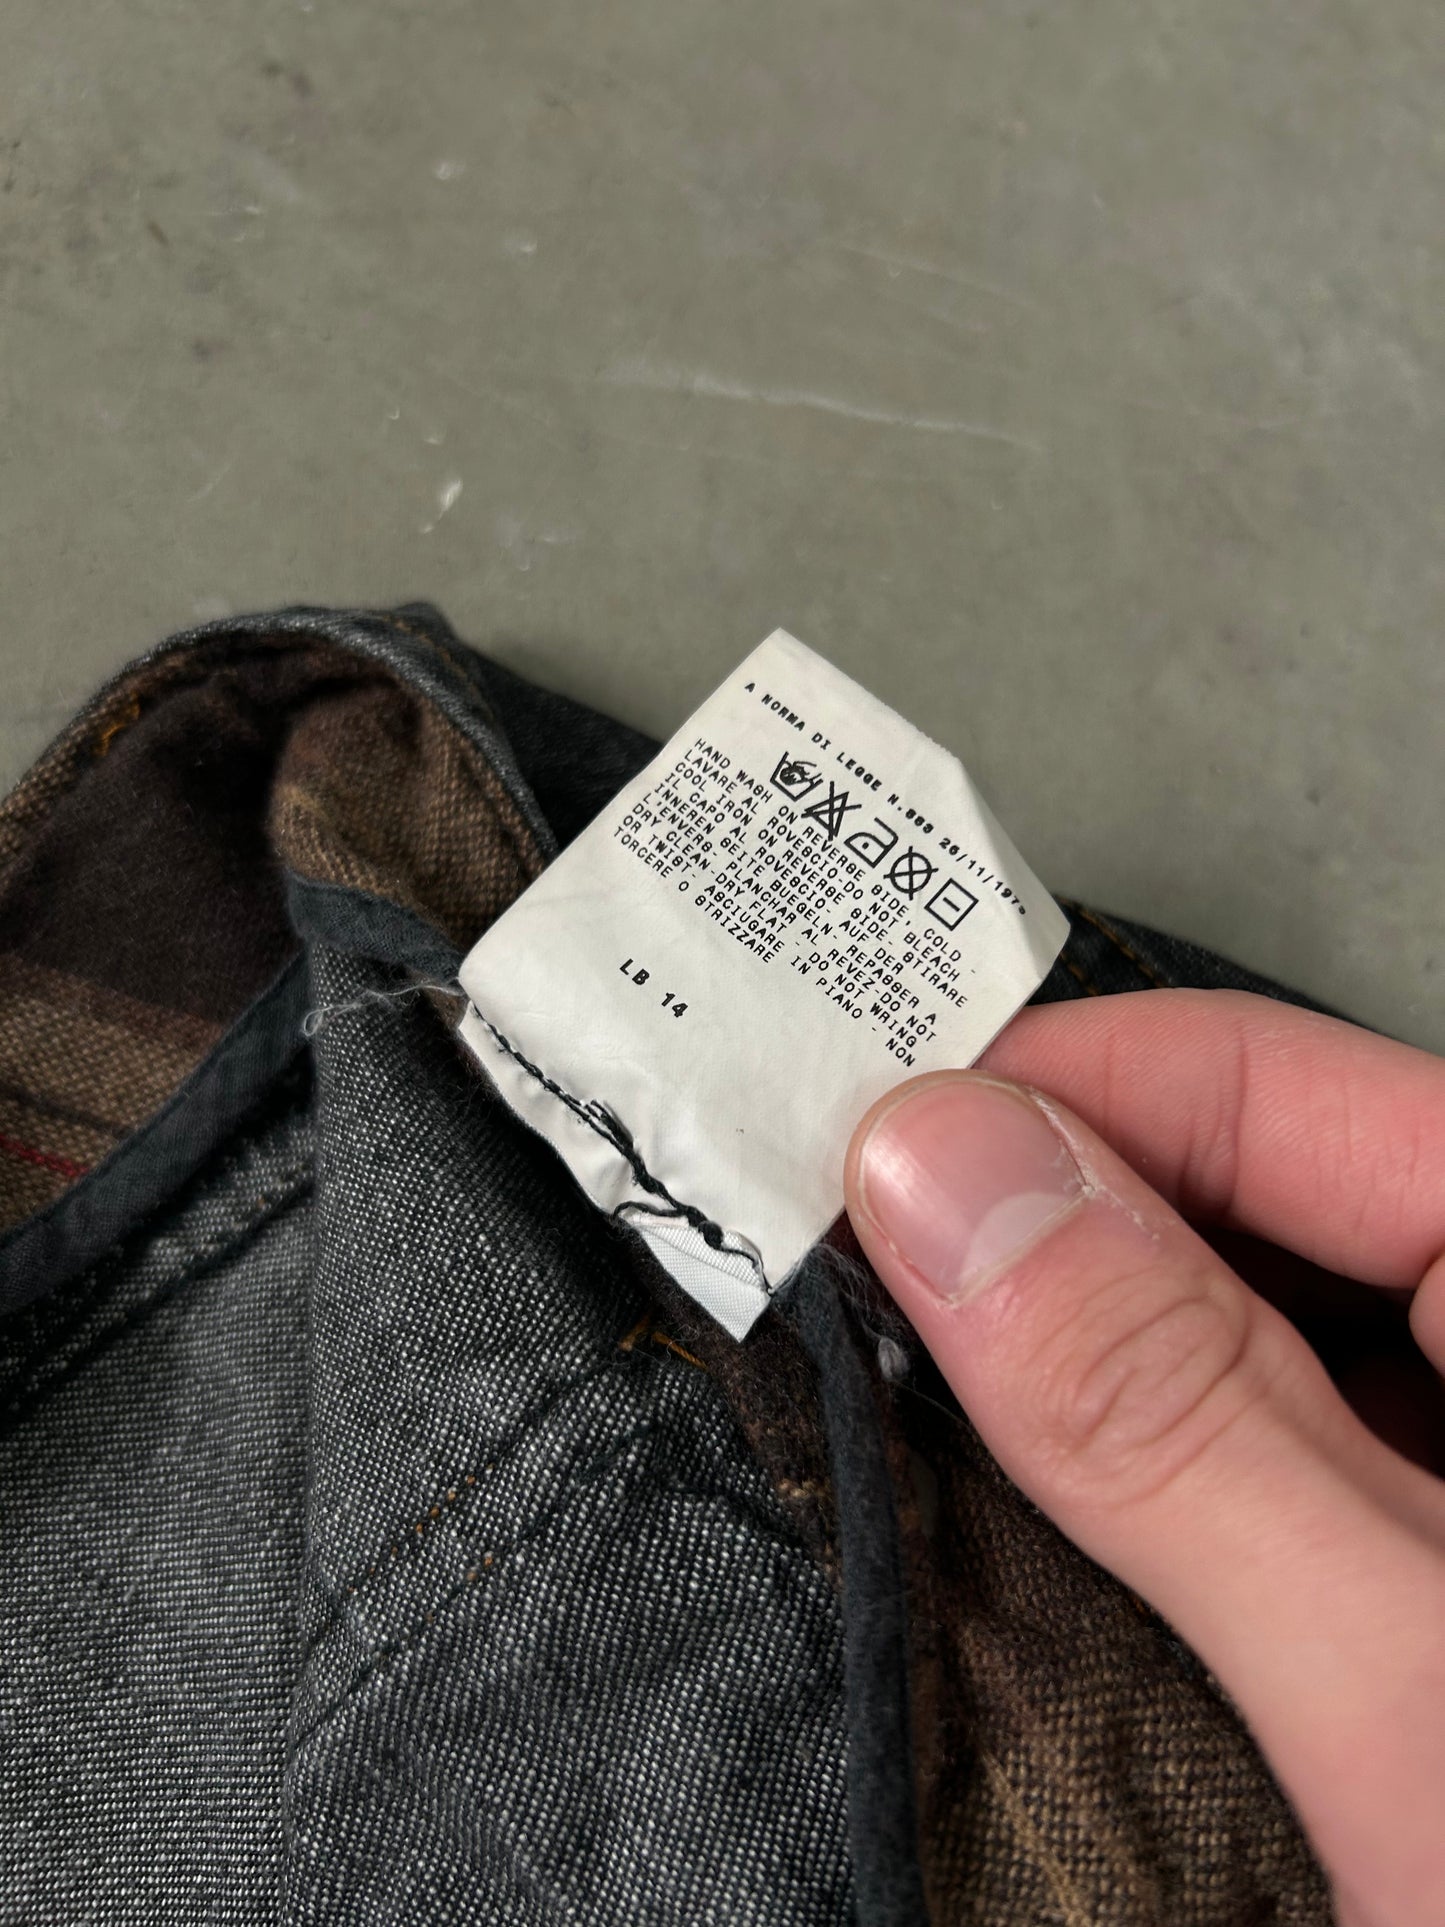 A NORMA DI LEGGE N.883 26/11/1973
HAND WASH ON REVERSE SIDE, COLD -
LAVARE AL ROVESCIO-DO NOT BLEACH -
COOL IRON ON REVERSE SIDE- STIRARE
IL CAPO AL ROVESCIO- AUF DER
INNEREN SEITE BUEGELN- REPASSER A
L'ENVERS- PLANCHAR AL REVEZ-DO NOT
DRY CLEAN-DRY FLAT - DO NOT WRING
OR TWIST- ASCIUGARE IN PIANO - NON
TORCERE O STRIZZARE
LB 14